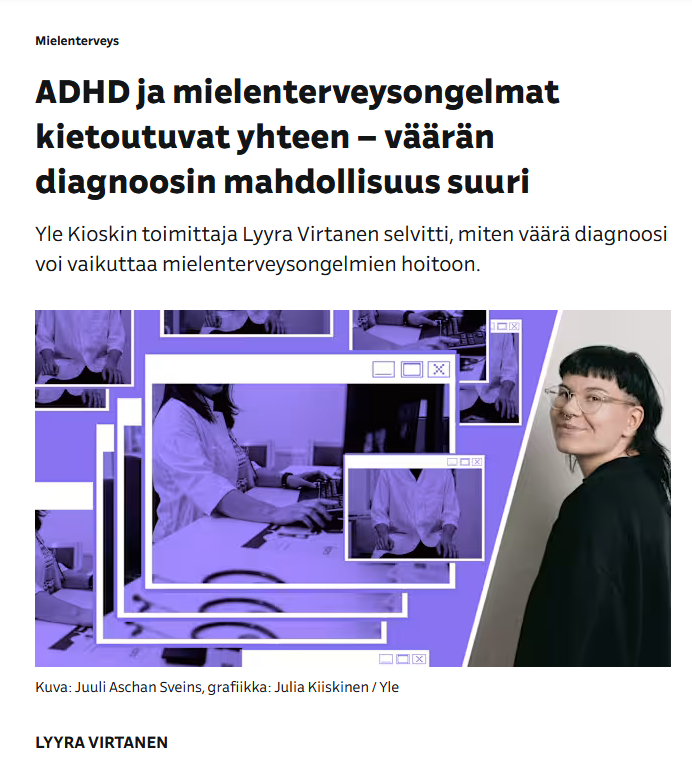 Mielenterveys
ADHD ja mielenterveysongelmat
kietoutuvat yhteen – väärän
diagnoosin mahdollisuus suuri
Yle Kioskin toimittaja Lyyra Virtanen selvitti, miten väärä diagnoosi
voi vaikuttaa mielenterveysongelmien hoitoon.
Kuva: Juuli Aschan Sveins, grafiikka: Julia Kiiskinen / Yle
LYYRA VIRTANEN